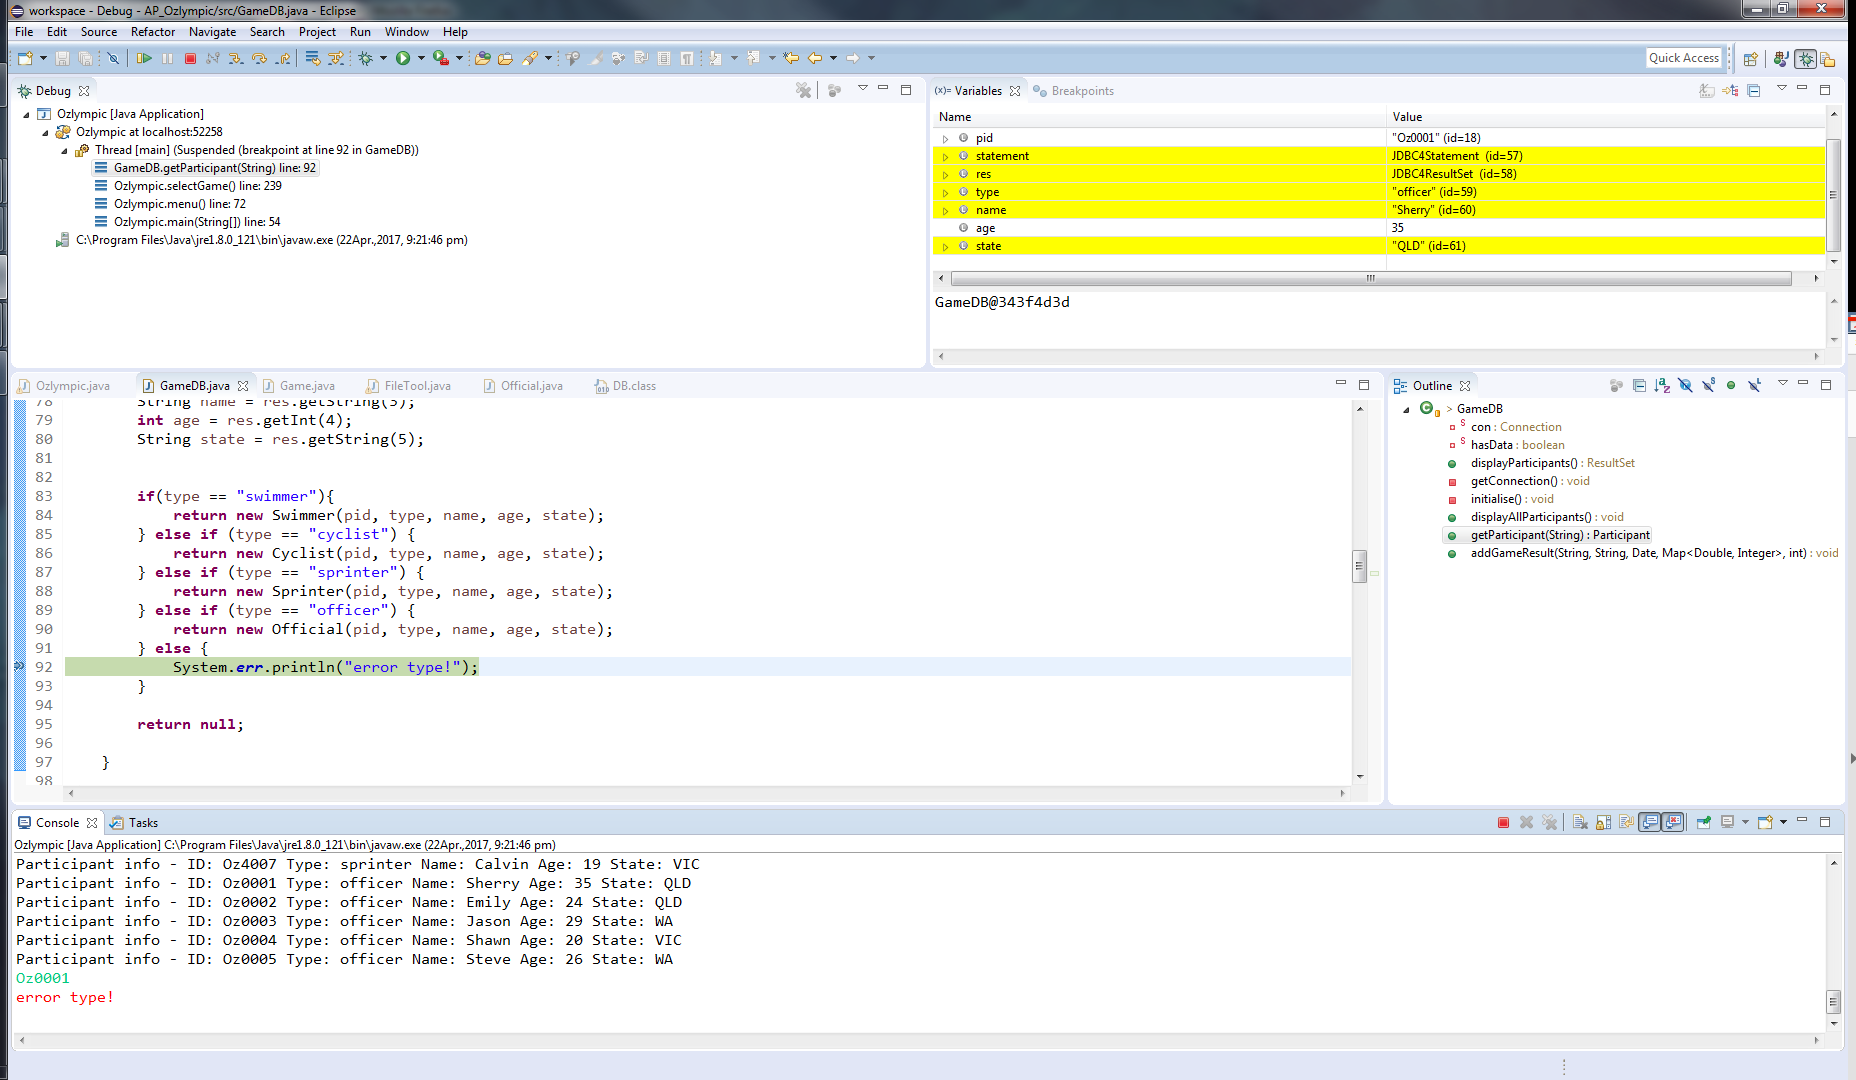 workspace - Debug - AP_Ozlympic/src/GameDB.java - Eclipse
File Edit Source Refactor Navigate Search Project Run Window Help
Quick Access
Debug
Ozlympic [Java Application]
Ozlympic at localhost:52258
Thread [main] (Suspended (breakpoint at line 92 in GameDB))
GameDB.getParticipant(String) line: 92
Ozlympic.selectGame() line: 239
Ozlympic.menu() line: 72
Ozlympic.main(String[]) line: 54
C:\Program Files\Java\jre1.8.0_121\bin\javaw.exe (22Apr.,2017, 9:21:46 pm)
(x)= Variables Breakpoints
Name Value
pid "Oz0001" (id=18)
statement JDBC4Statement (id=57)
res JDBC4ResultSet (id=58)
type "officer" (id=59)
name "Sherry" (id=60)
age 35
state "QLD" (id=61)
GameDB@343f4d3d
Ozlympic.java GameDB.java Game.java FileTool.java Official.java DB.class
78 String name = res.getString(3);
79 int age = res.getInt(4);
80 String state = res.getString(5);
81
82
83 if(type == "swimmer"){
84 return new Swimmer(pid, type, name, age, state);
85 } else if (type == "cyclist") {
86 return new Cyclist(pid, type, name, age, state);
87 } else if (type == "sprinter") {
88 return new Sprinter(pid, type, name, age, state);
89 } else if (type == "officer") {
90 return new Official(pid, type, name, age, state);
91 } else {
92 System.err.println("error type!");
93 }
94
95 return null;
96
97 }
98
Outline
> GameDB
con : Connection
hasData : boolean
displayParticipants() : ResultSet
getConnection() : void
initialise() : void
displayAllParticipants() : void
getParticipant(String) : Participant
addGameResult(String, String, Date, Map<Double, Integer>, int) : void
Console Tasks
Ozlympic [Java Application] C:\Program Files\Java\jre1.8.0_121\bin\javaw.exe (22Apr.,2017, 9:21:46 pm)
Participant info - ID: Oz4007 Type: sprinter Name: Calvin Age: 19 State: VIC
Participant info - ID: Oz0001 Type: officer Name: Sherry Age: 35 State: QLD
Participant info - ID: Oz0002 Type: officer Name: Emily Age: 24 State: QLD
Participant info - ID: Oz0003 Type: officer Name: Jason Age: 29 State: WA
Participant info - ID: Oz0004 Type: officer Name: Shawn Age: 20 State: VIC
Participant info - ID: Oz0005 Type: officer Name: Steve Age: 26 State: WA
Oz0001
error type!